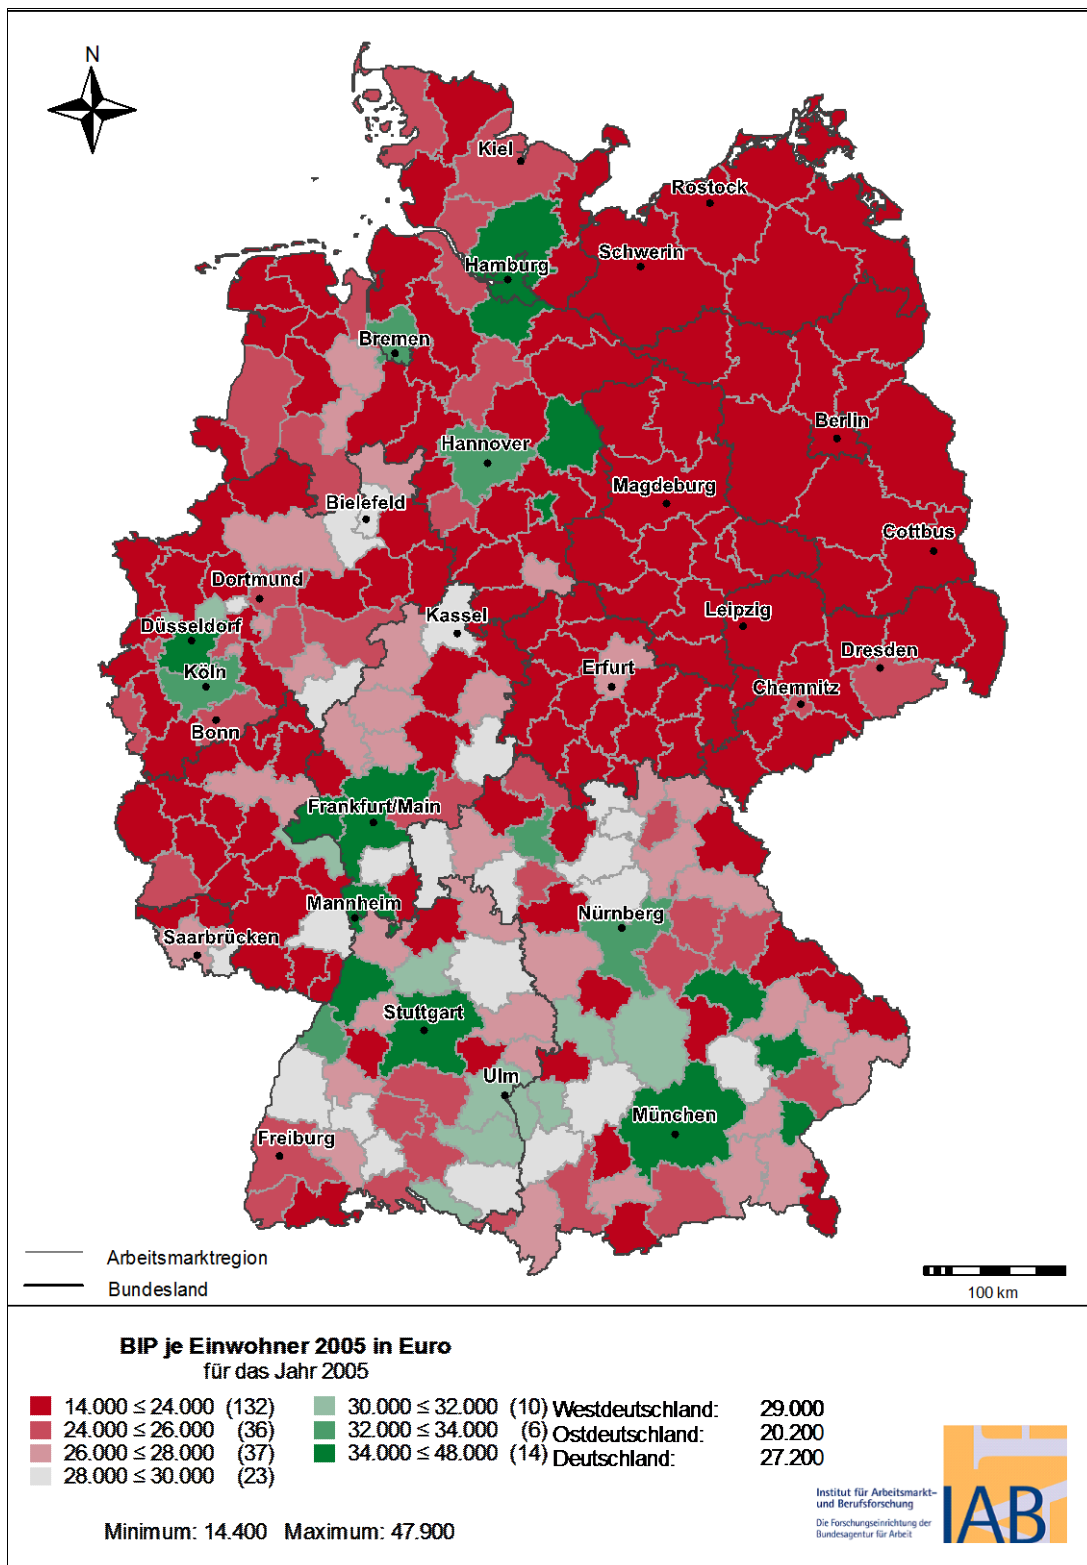 N
Kiel
Rostock
Schwerin
Hamburg
Bremen
Berlin
Hannover
Magdeburg
Bielefeld
Cottbus
Dortmund
Kassel
Leipzig
Düsseldorf
Dresden
Köln
Erfurt
Chemnitz
Bonn
Frankfurt/Main
Mannheim
Nürnberg
Saarbrücken
Stuttgart
Ulm
München
Freiburg
Arbeitsmarktregion
Bundesland
100 km
BIP je Einwohner 2005 in Euro
für das Jahr 2005
14.000 ≤ 24.000 (132) 30.000 ≤ 32.000 (10) Westdeutschland: 29.000
24.000 ≤ 26.000 (36) 32.000 ≤ 34.000 (6) Ostdeutschland: 20.200
26.000 ≤ 28.000 (37) 34.000 ≤ 48.000 (14) Deutschland: 27.200
28.000 ≤ 30.000 (23)
Minimum: 14.400 Maximum: 47.900
Institut für Arbeitsmarkt-
und Berufsforschung
Die Forschungseinrichtung der
Bundesagentur für Arbeit
IAB